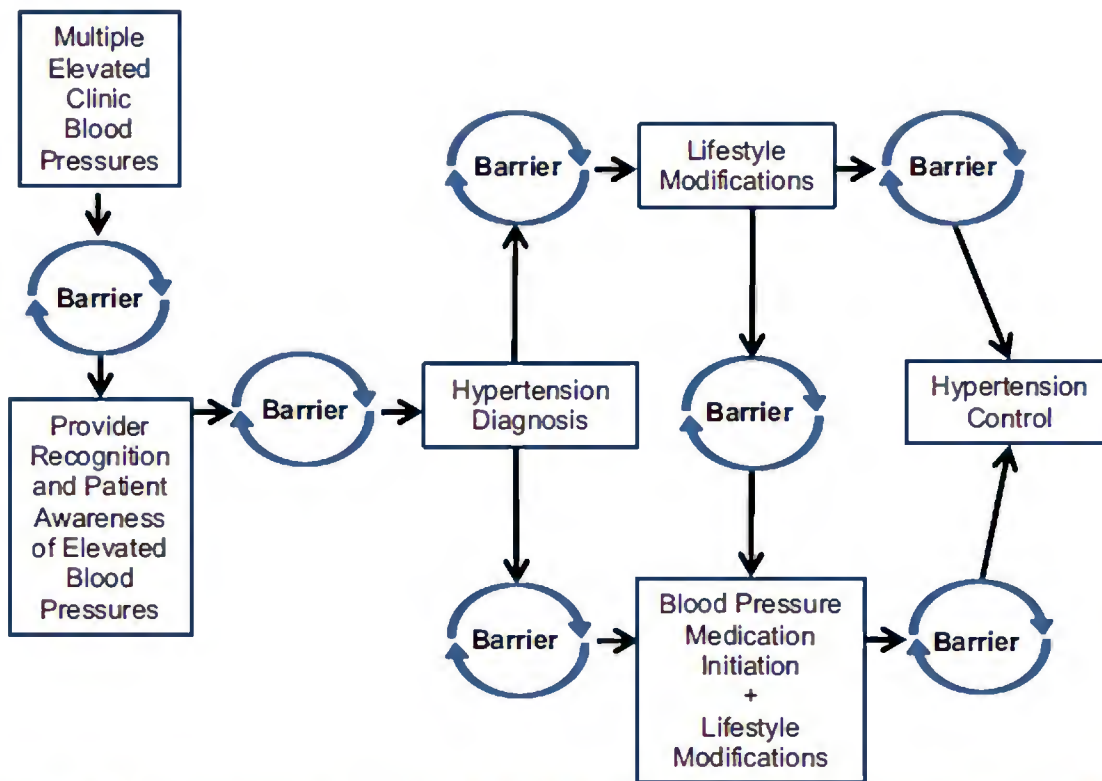 Multiple
Elevated
Clinic
Blood
Pressures
Barrier
Provider
Recognition
and Patient
Awareness
of Elevated
Blood
Pressures
Barrier
Hypertension
Diagnosis
Barrier
Lifestyle
Modifications
Barrier
Barrier
Hypertension
Control
Barrier
Blood Pressure
Medication
Initiation
+
Lifestyle
Modifications
Barrier